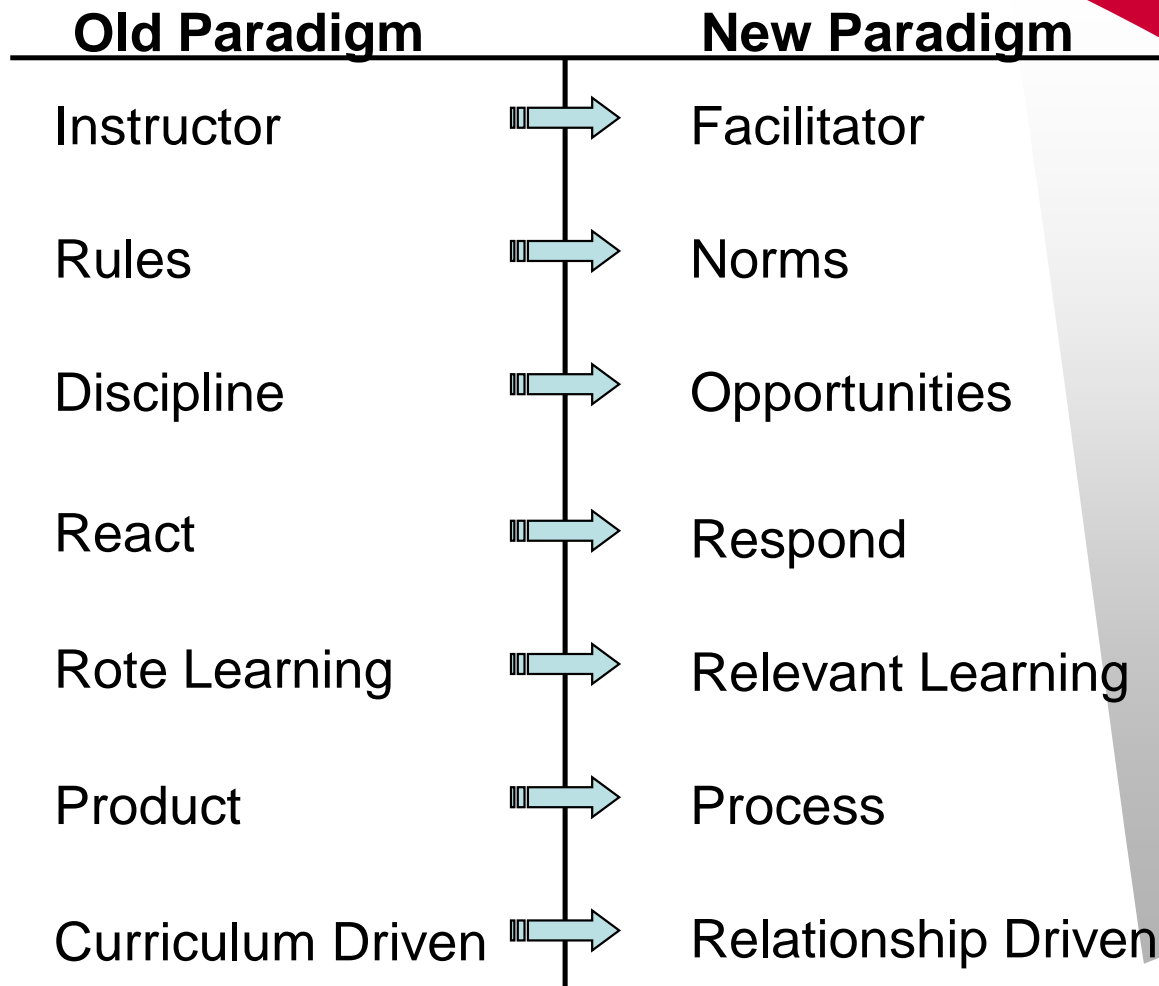 Old Paradigm New Paradigm
Instructor Facilitator
Rules Norms
Discipline Opportunities
React Respond
Rote Learning Relevant Learning
Product Process
Curriculum Driven Relationship Driven